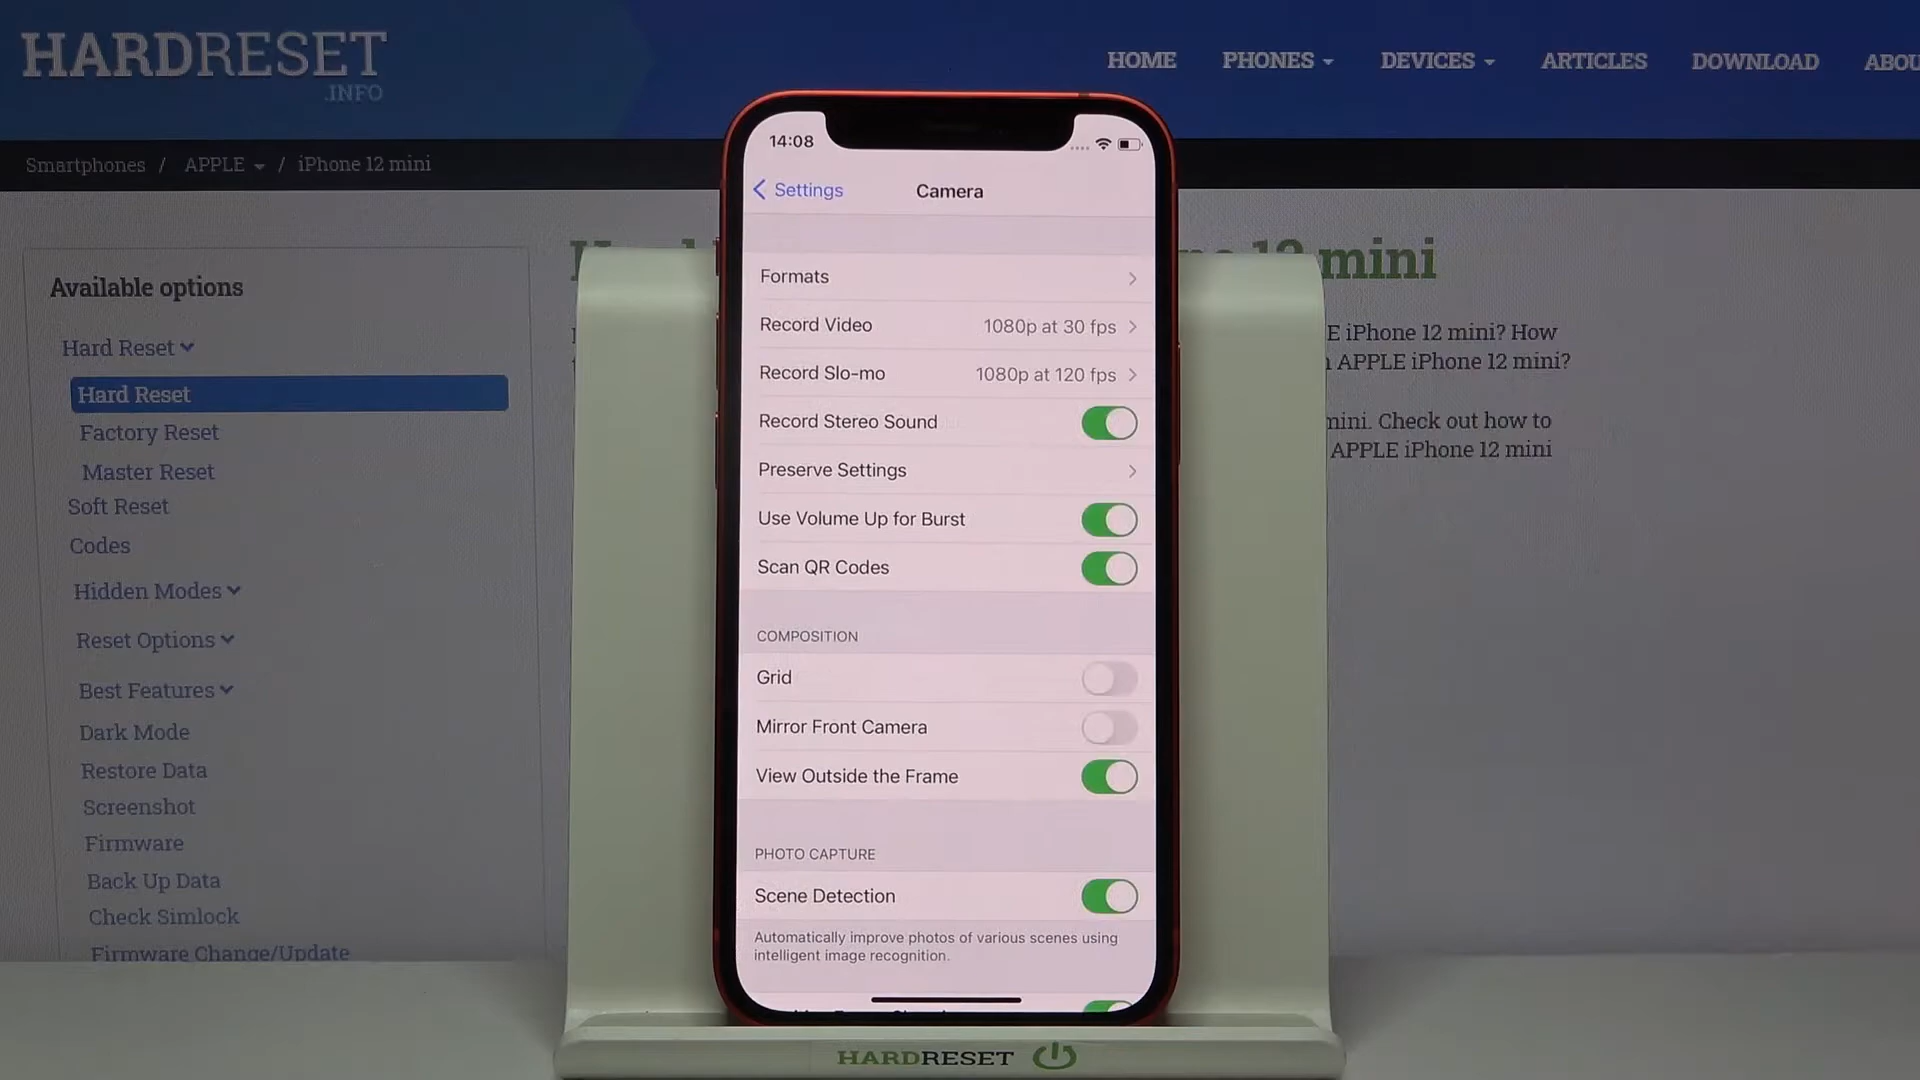 HARDRESET
.INFO
HOME PHONES DEVICES ARTICLES DOWNLOAD ABOU
Smartphones / APPLE / iPhone 12 mini
Available options
Hard Reset
Hard Reset
Factory Reset
Master Reset
Soft Reset
Codes
Hidden Modes
Reset Options
Best Features
Dark Mode
Restore Data
Screenshot
Firmware
Back Up Data
Check Simlock
Firmware Change/Update
12 mini
E iPhone 12 mini? How
APPLE iPhone 12 mini?
mini. Check out how to
APPLE iPhone 12 mini
14:08
Settings Camera
Formats
Record Video 1080p at 30 fps
Record Slo-mo 1080p at 120 fps
Record Stereo Sound
Preserve Settings
Use Volume Up for Burst
Scan QR Codes
COMPOSITION
Grid
Mirror Front Camera
View Outside the Frame
PHOTO CAPTURE
Scene Detection
Automatically improve photos of various scenes using
intelligent image recognition.
HARDRESET